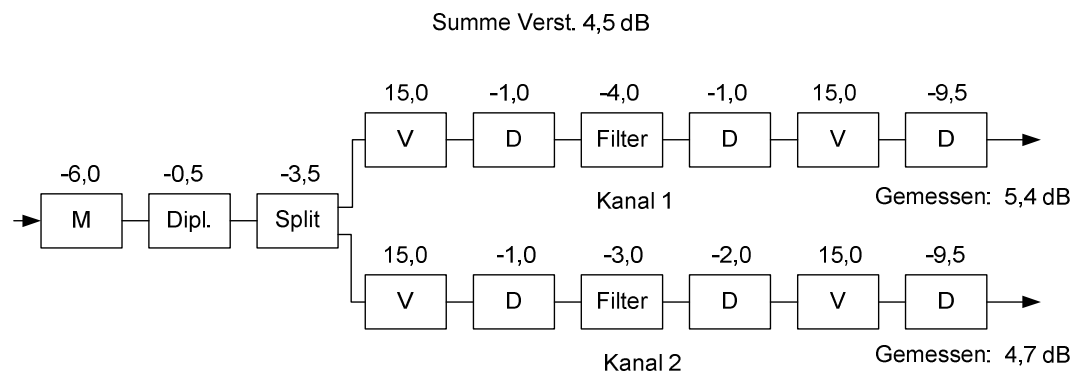 Summe Verst. 4,5 dB
15,0 -1,0 -4,0 -1,0 15,0 -9,5
V D Filter D V D
Kanal 1
Gemessen: 5,4 dB
-6,0 -0,5 -3,5
M Dipl. Split
15,0 -1,0 -3,0 -2,0 15,0 -9,5
V D Filter D V D
Kanal 2
Gemessen: 4,7 dB